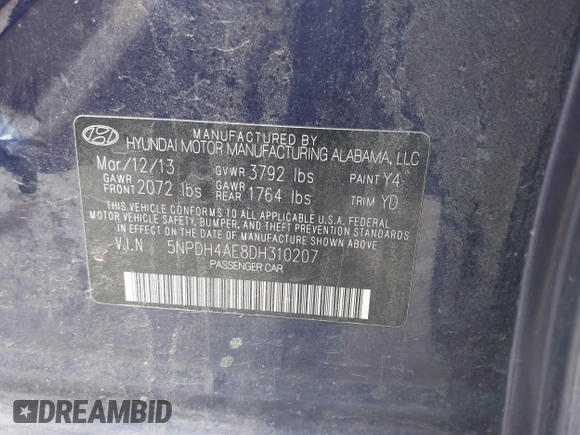 MANUFACTURED BY
HYUNDAI MOTOR MANUFACTURING ALABAMA, LLC
Mar/12/13 GVWR 3792 lbs PAINT Y4
GAWR FRONT 2072 lbs GAWR REAR 1764 lbs TRIM YD
THIS VEHICLE CONFORMS TO ALL APPLICABLE U.S.A. FEDERAL
MOTOR VEHICLE SAFETY, BUMPER, AND THEFT PREVENTION STANDARDS
IN EFFECT ON THE DATE OF MANUFACTURE SHOWN ABOVE.
V.I.N 5NPDH4AE8DH310207
PASSENGER CAR
DREAMBID